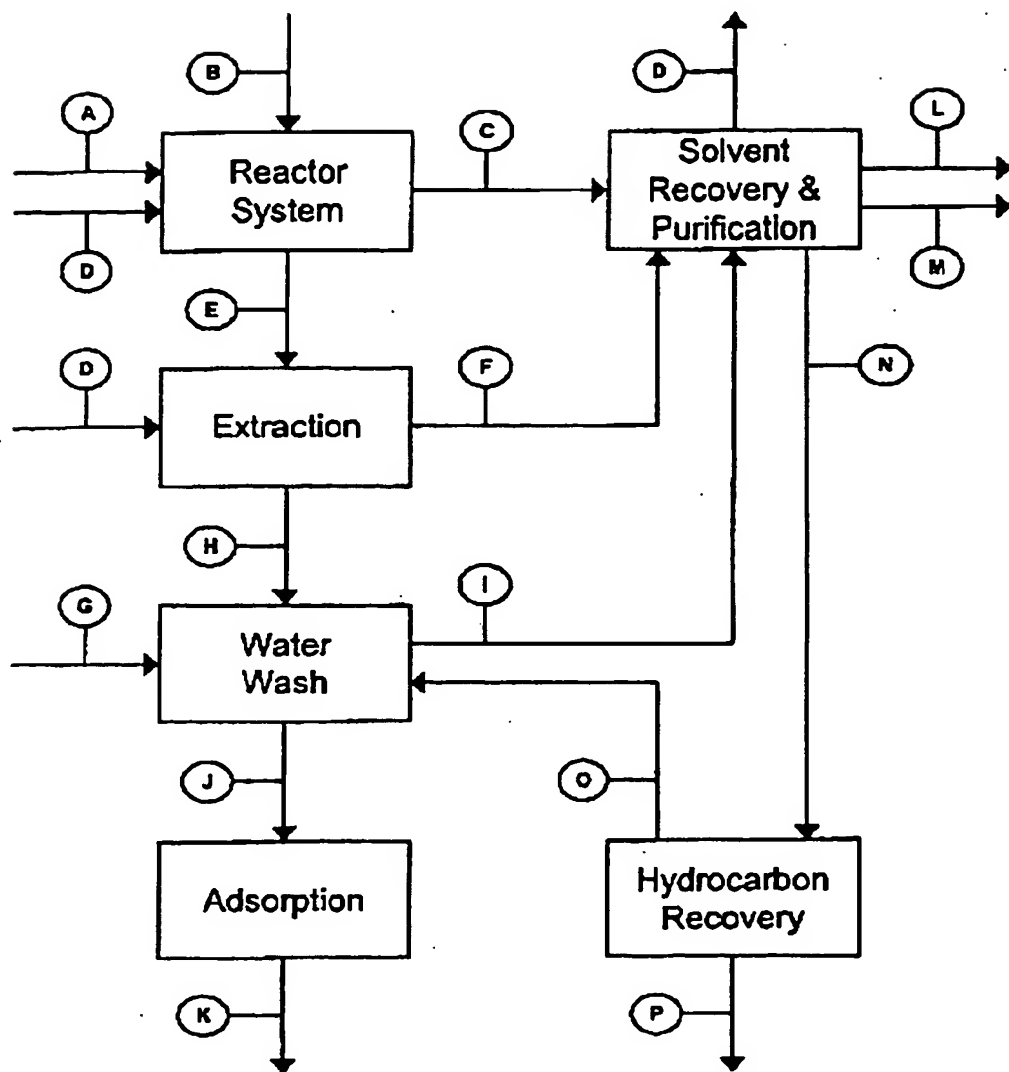 B
D
A
C
L
Reactor
System
Solvent
Recovery &
Purification
D
M
E
D
F
N
Extraction
H
G
I
Water
Wash
J
O
Adsorption
Hydrocarbon
Recovery
K
P